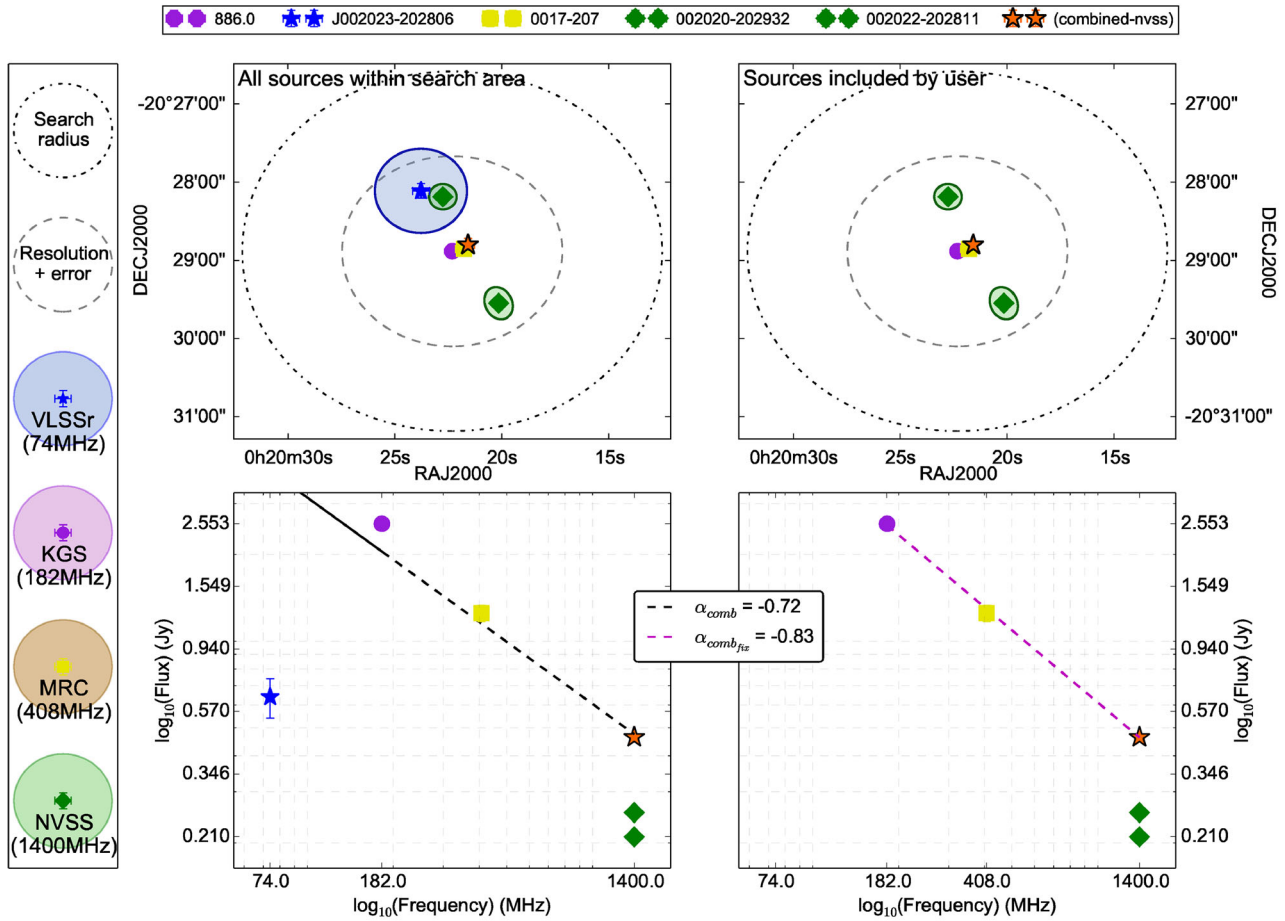 886.0 J002023-202806 0017-207 002020-202932 002022-202811 (combined-nvss)
Search
radius
Resolution
+ error
VLSSr
(74MHz)
KGS
(182MHz)
MRC
(408MHz)
NVSS
(1400MHz)
All sources within search area
DECJ2000
-20°27'00"
28'00"
29'00"
30'00"
31'00"
0h20m30s 25s 20s 15s
RAJ2000
Sources included by user
27'00"
28'00"
29'00"
30'00"
-20°31'00"
DECJ2000
0h20m30s 25s 20s 15s
RAJ2000
log10(Flux) (Jy)
2.553
1.549
0.940
0.570
0.346
0.210
74.0 182.0 1400.0
log10(Frequency) (MHz)
αcomb = -0.72
αcombfix = -0.83
2.553
1.549
0.940
0.570
0.346
0.210
log10(Flux) (Jy)
74.0 182.0 408.0 1400.0
log10(Frequency) (MHz)